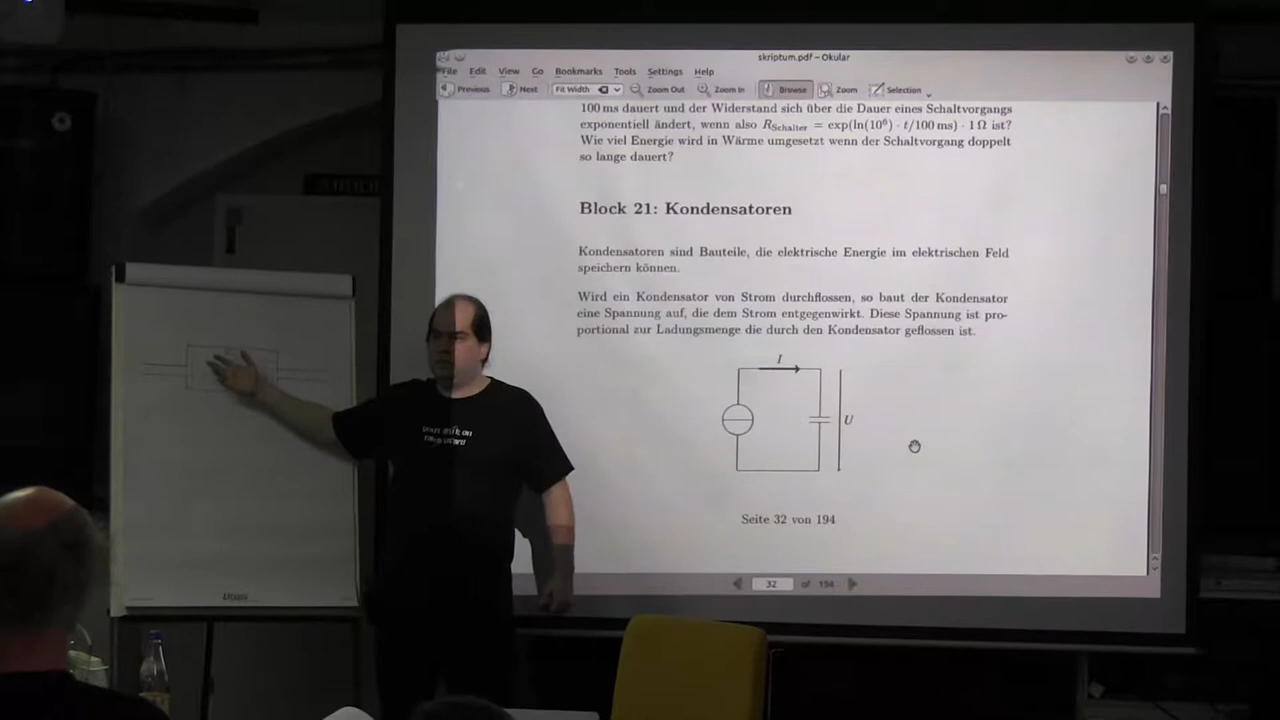 skriptum.pdf – Okular
File Edit View Go Bookmarks Tools Settings Help
Previous Next Fit Width Zoom Out Zoom In Browse Zoom Selection
100 ms dauert und der Widerstand sich über die Dauer eines Schaltvorgangs
exponentiell ändert, wenn also R_Schalter = exp(ln(10⁶) · t/100 ms) · 1 Ω ist?
Wie viel Energie wird in Wärme umgesetzt wenn der Schaltvorgang doppelt
so lange dauert?
Block 21: Kondensatoren
Kondensatoren sind Bauteile, die elektrische Energie im elektrischen Feld
speichern können.
Wird ein Kondensator von Strom durchflossen, so baut der Kondensator
eine Spannung auf, die dem Strom entgegenwirkt. Diese Spannung ist pro-
portional zur Ladungsmenge die durch den Kondensator geflossen ist.
I
U
Seite 32 von 194
32 of 194